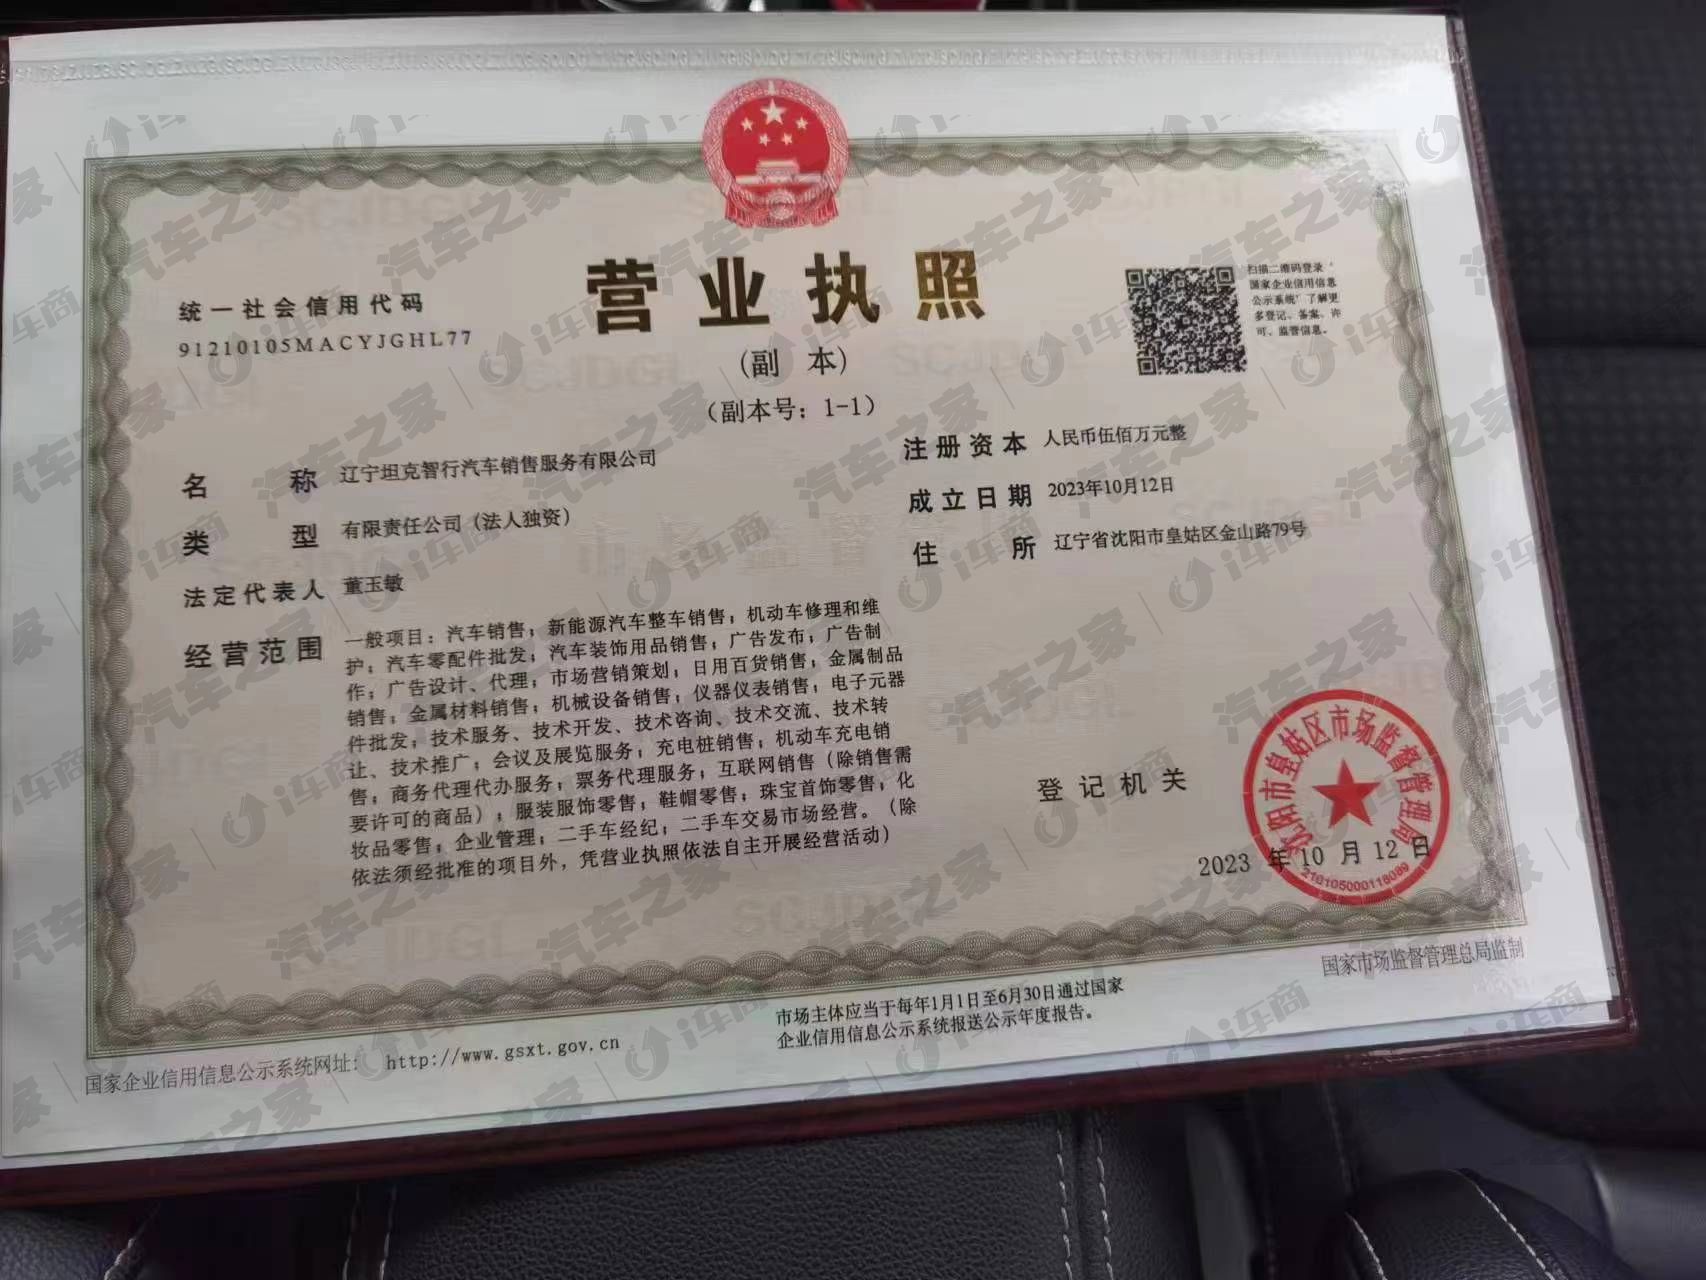 统一社会信用代码
91210105MACYJGHL77
营业执照
(副 本)
（副本号：1-1）
扫描二维码登录‘
国家企业信用信息
公示系统’了解更
多登记、备案、许
可、监管信息。
名 称 辽宁坦克智行汽车销售服务有限公司
类 型 有限责任公司（法人独资）
法定代表人 董玉敏
经营范围 一般项目：汽车销售；新能源汽车整车销售；机动车修理和维
护；汽车零配件批发；汽车装饰用品销售；广告发布；广告制
作；广告设计、代理；市场营销策划；日用百货销售；金属制品
销售；金属材料销售；机械设备销售；仪器仪表销售；电子元器
件批发；技术服务、技术开发、技术咨询、技术交流、技术转
让、技术推广；会议及展览服务；充电桩销售；机动车充电销
售；商务代理代办服务；票务代理服务；互联网销售（除销售需
要许可的商品）；服装服饰零售；鞋帽零售；珠宝首饰零售；化
妆品零售；企业管理；二手车经纪；二手车交易市场经营。（除
依法须经批准的项目外，凭营业执照依法自主开展经营活动）
注册资本 人民币伍佰万元整
成立日期 2023年10月12日
住 所 辽宁省沈阳市皇姑区金山路79号
登记机关
沈阳市皇姑区市场监督管理局
2023 年 10 月 12 日
国家企业信用信息公示系统网址： http://www.gsxt.gov.cn
市场主体应当于每年1月1日至6月30日通过国家
企业信用信息公示系统报送公示年度报告。
国家市场监督管理总局监制
汽车之家 | i车商